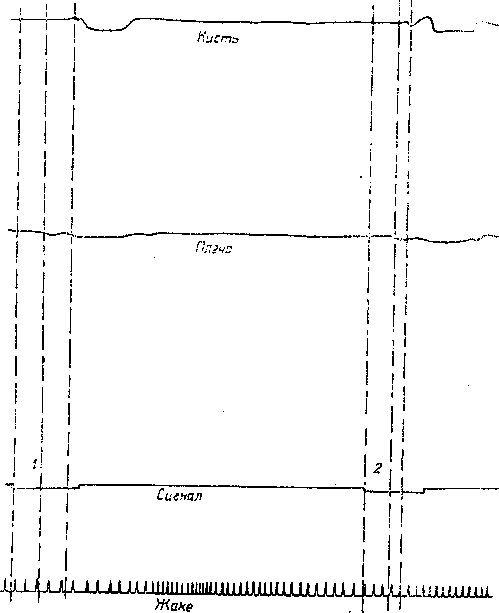 Кисть
Плечо
1
2
Сигнал
Жаке